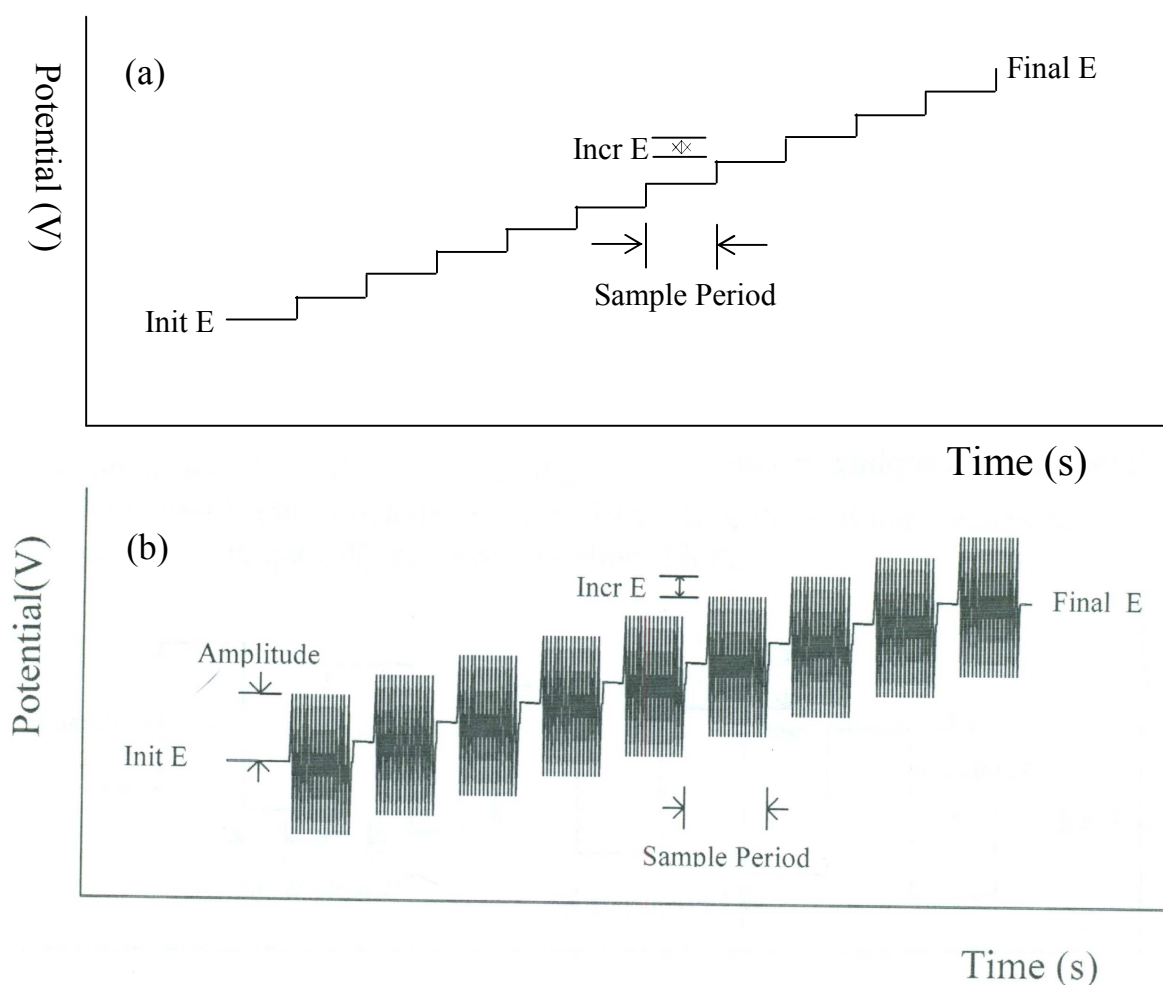 (a)
Potential (V)
Final E
Incr E
Sample Period
Init E
Time (s)
(b)
Potential(V)
Incr E
Final E
Amplitude
Init E
Sample Period
Time (s)